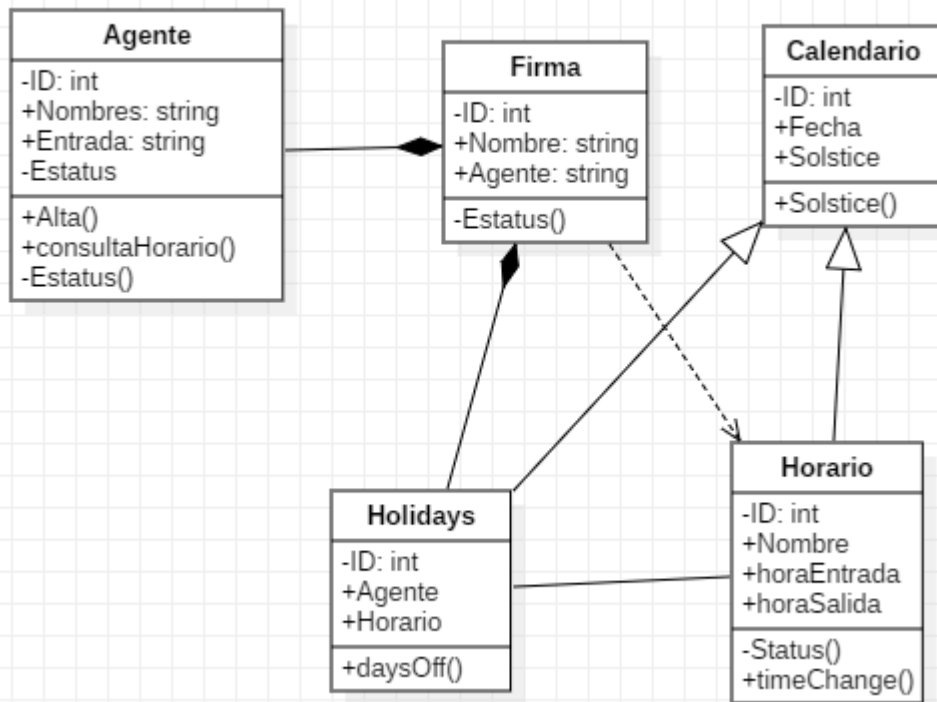 Agente
-ID: int
+Nombres: string
+Entrada: string
-Estatus
+Alta()
+consultaHorario()
-Estatus()
Firma
-ID: int
+Nombre: string
+Agente: string
-Estatus()
Calendario
-ID: int
+Fecha
+Solstice
+Solstice()
Holidays
-ID: int
+Agente
+Horario
+daysOff()
Horario
-ID: int
+Nombre
+horaEntrada
+horaSalida
-Status()
+timeChange()